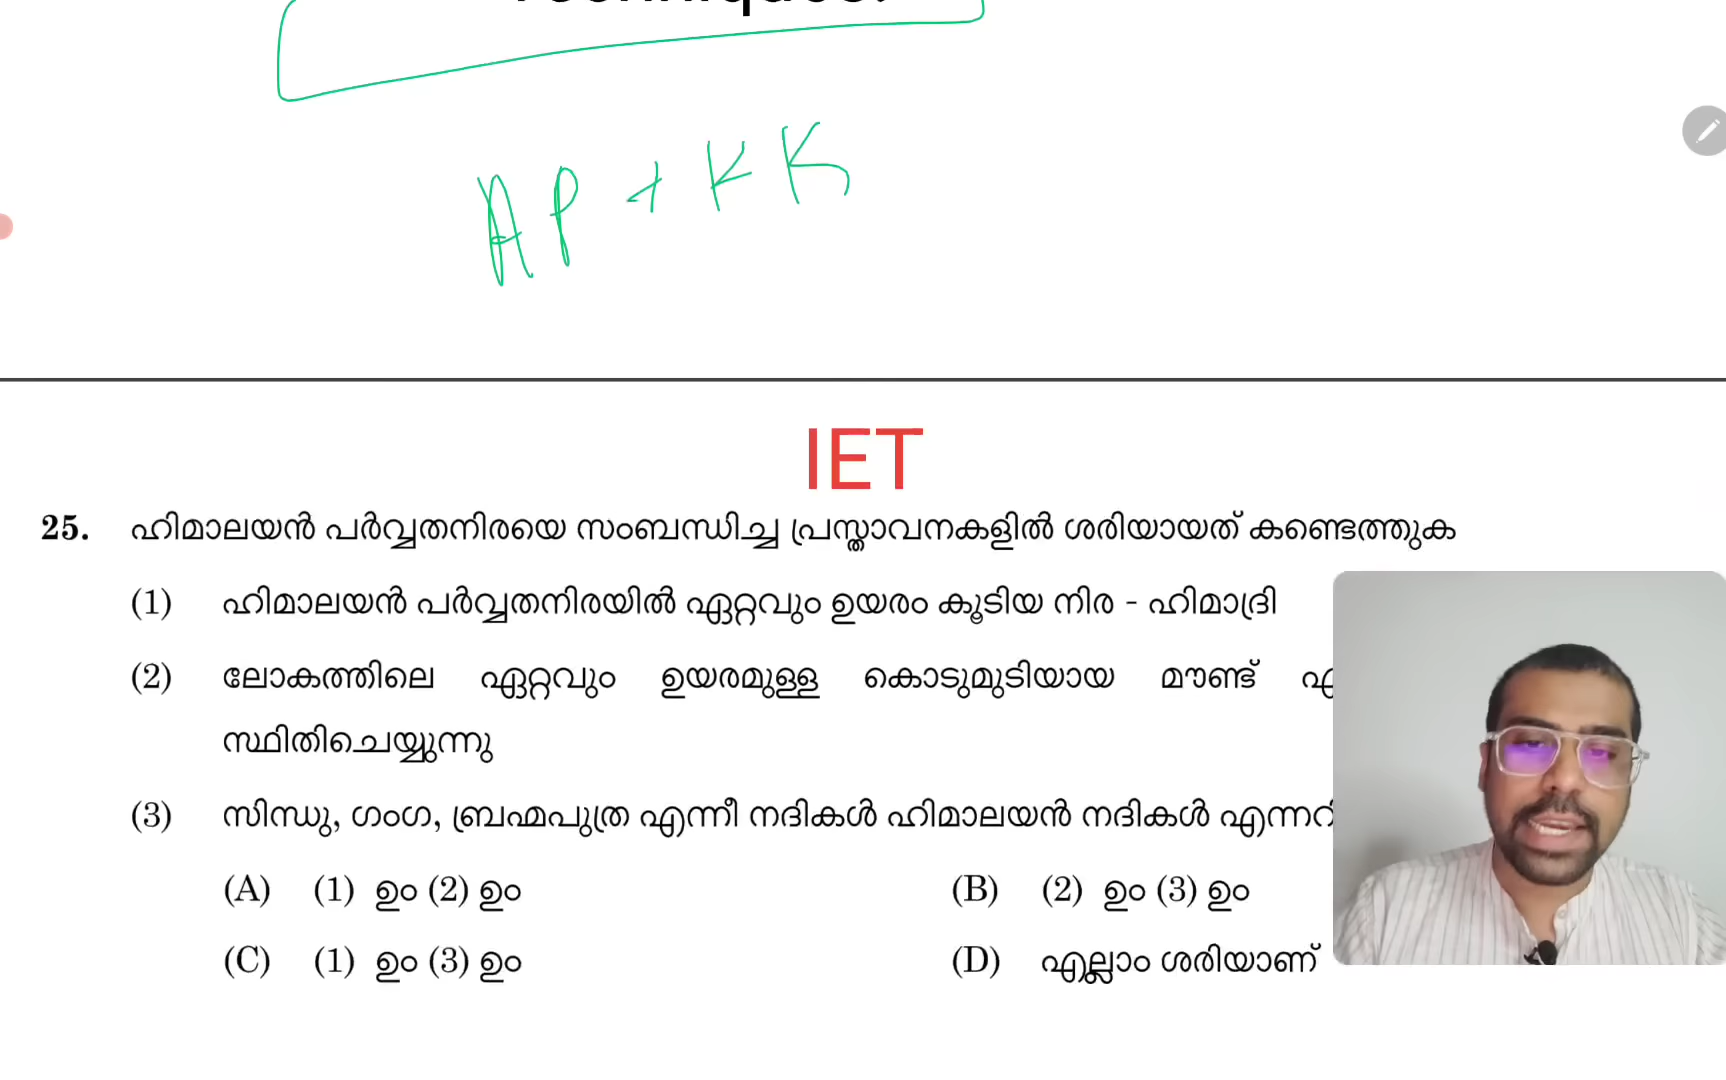 AP + KK
IET
25. ഹിമാലയൻ പർവ്വതനിരയെ സംബന്ധിച്ച പ്രസ്താവനകളിൽ ശരിയായത് കണ്ടെത്തുക
(1) ഹിമാലയൻ പർവ്വതനിരയിൽ ഏറ്റവും ഉയരം കൂടിയ നിര - ഹിമാദ്രി
(2) ലോകത്തിലെ ഏറ്റവും ഉയരമുള്ള കൊടുമുടിയായ മൗണ്ട്
സ്ഥിതിചെയ്യുന്നു
(3) സിന്ധു, ഗംഗ, ബ്രഹ്മപുത്ര എന്നീ നദികൾ ഹിമാലയൻ നദികൾ
(A) (1) ഉം (2) ഉം (B) (2) ഉം (3) ഉം
(C) (1) ഉം (3) ഉം (D) എല്ലാം ശരിയാണ്